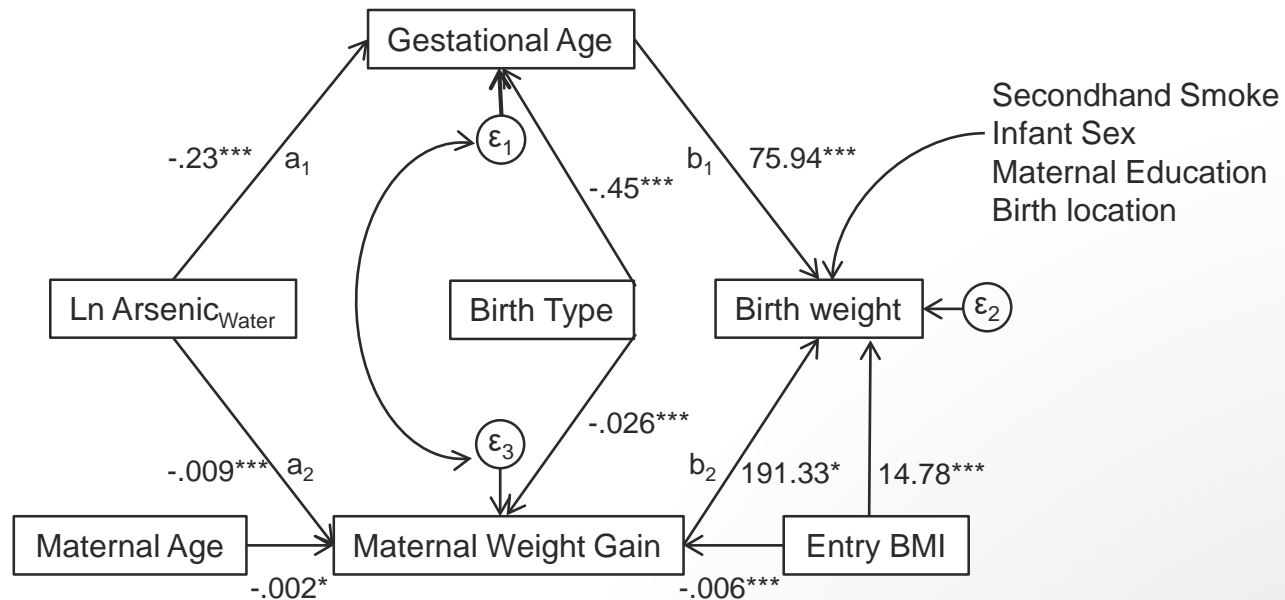 Gestational Age
Secondhand Smoke
Infant Sex
Maternal Education
Birth location
ε1
-.23***
a1
-.45***
b1
75.94***
Ln ArsenicWater
Birth Type
Birth weight
ε2
-.009***
a2
ε3
-.026***
b2
191.33*
14.78***
Maternal Age
Maternal Weight Gain
Entry BMI
-.002*
-.006***